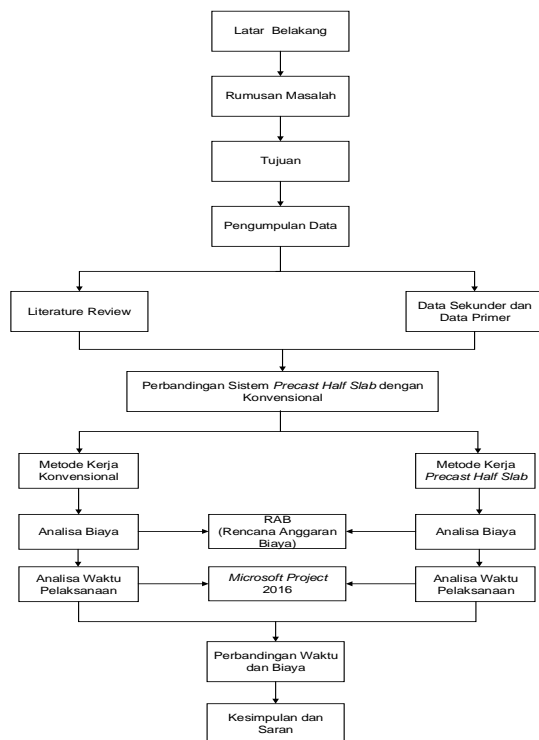 Latar Belakang
Rumusan Masalah
Tujuan
Pengumpulan Data
Literature Review
Data Sekunder dan
Data Primer
Perbandingan Sistem Precast Half Slab dengan
Konvensional
Metode Kerja
Konvensional
Metode Kerja
Precast Half Slab
Analisa Biaya
RAB
(Rencana Anggaran
Biaya)
Analisa Biaya
Analisa Waktu
Pelaksanaan
Microsoft Project
2016
Analisa Waktu
Pelaksanaan
Perbandingan Waktu
dan Biaya
Kesimpulan dan
Saran